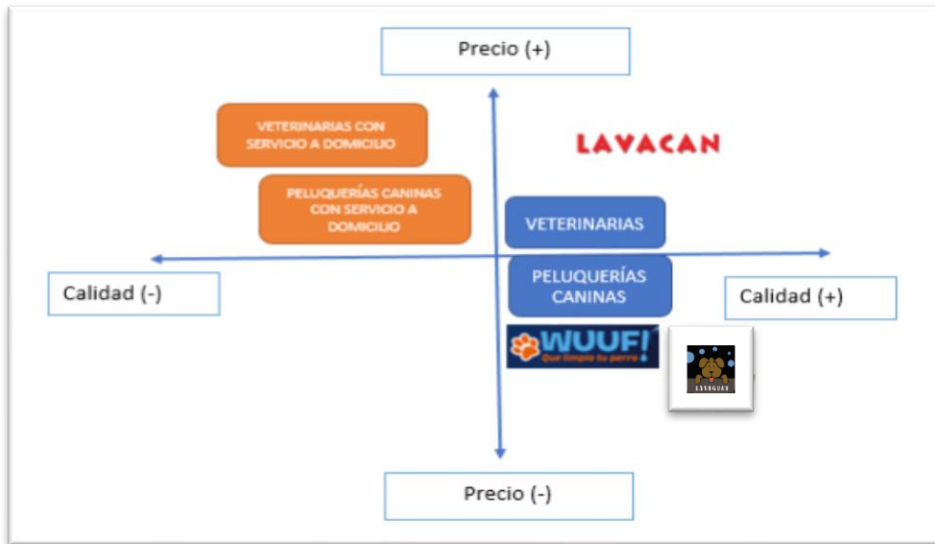 Precio (+)
VETERINARIAS CON
SERVICIO A DOMICILIO
LAVACAN
PELUQUERÍAS CANINAS
CON SERVICIO A
DOMICILIO
VETERINARIAS
Calidad (-)
PELUQUERÍAS
CANINAS
Calidad (+)
WUUF!
Que limpio tu perro
Precio (-)